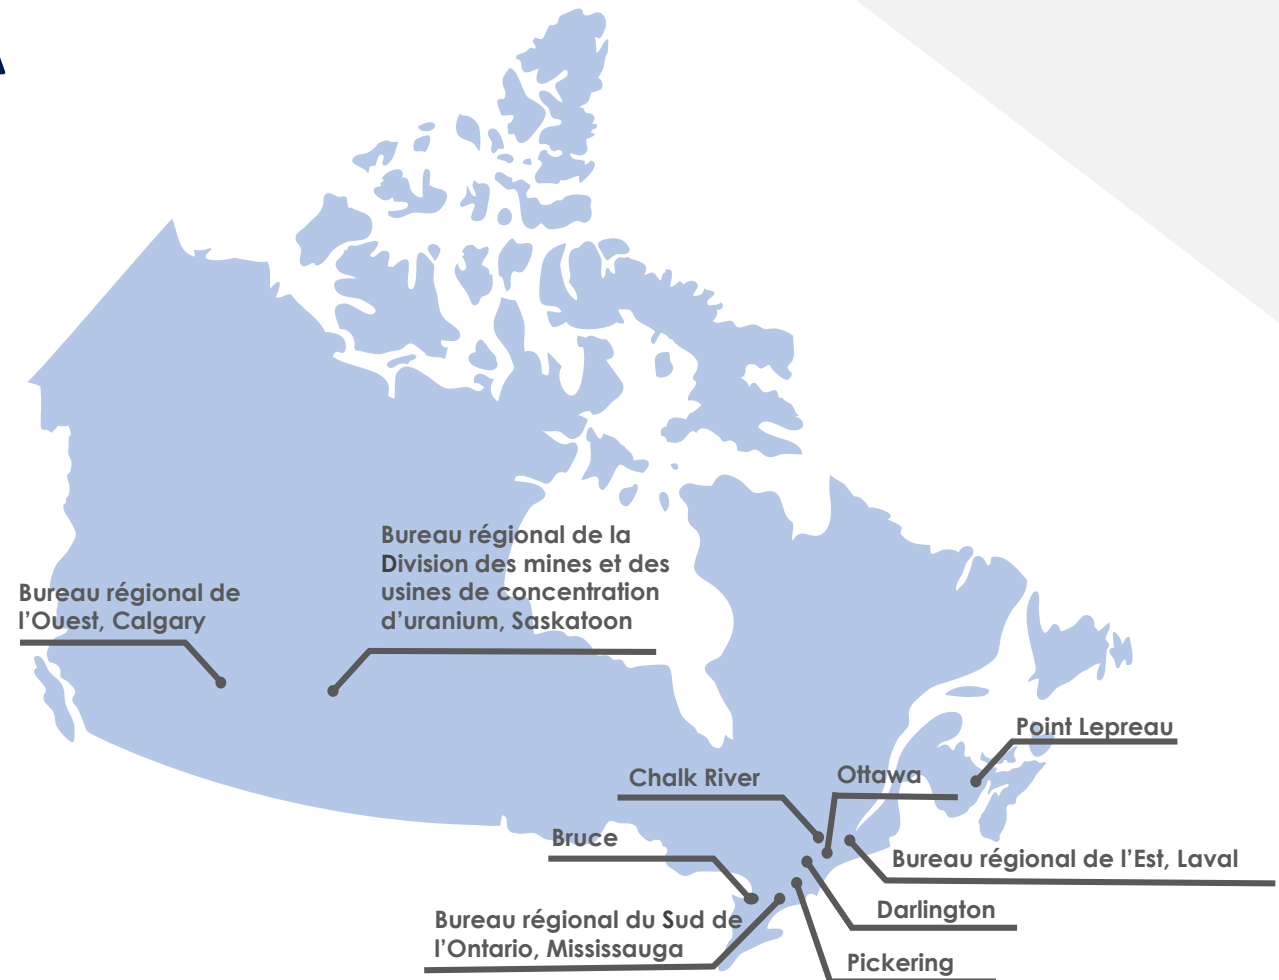 Bureau régional de la
Division des mines et des
usines de concentration
d'uranium, Saskatoon
Bureau régional de
l'Ouest, Calgary
Point Lepreau
Chalk River
Ottawa
Bruce
Bureau régional de l'Est, Laval
Darlington
Bureau régional du Sud de
l'Ontario, Mississauga
Pickering